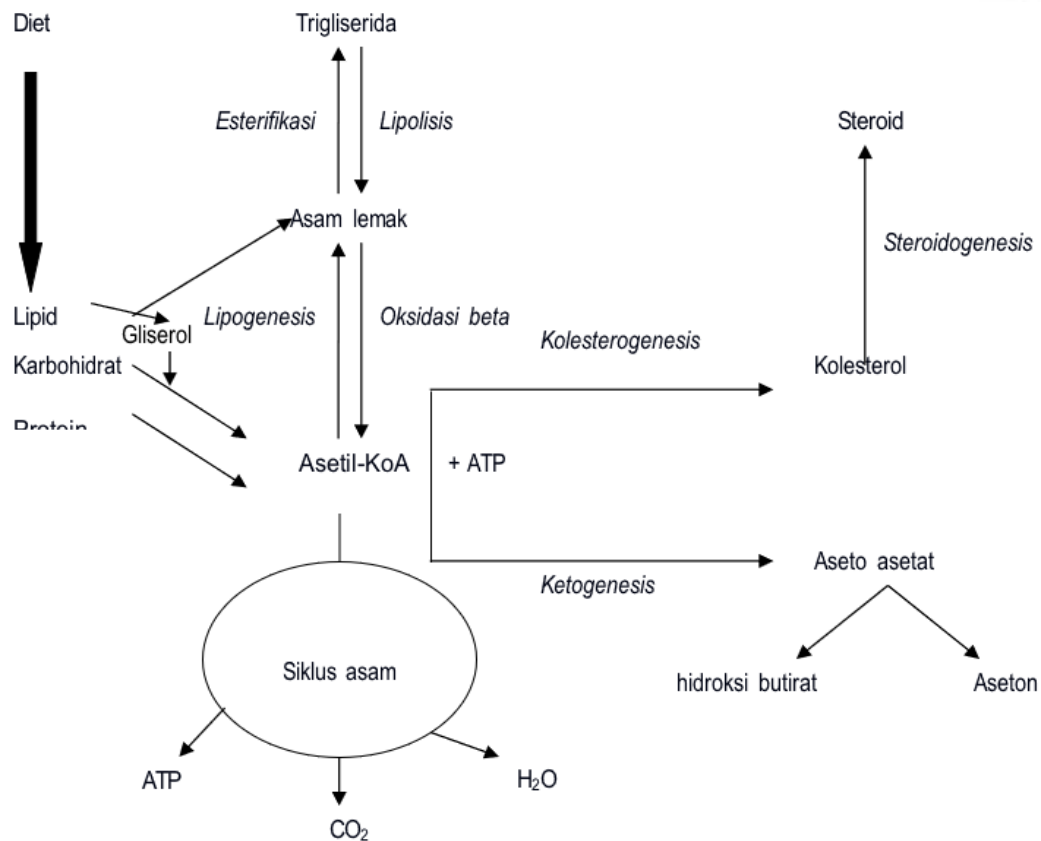 Diet
Trigliserida
Esterifikasi
Lipolisis
Steroid
Asam lemak
Steroidogenesis
Lipid
Gliserol
Lipogenesis
Oksidasi beta
Kolesterogenesis
Karbohidrat
Kolesterol
Protein
Asetil-KoA
+ ATP
Aseto asetat
Ketogenesis
Siklus asam
hidroksi butirat
Aseton
ATP
H₂O
CO₂